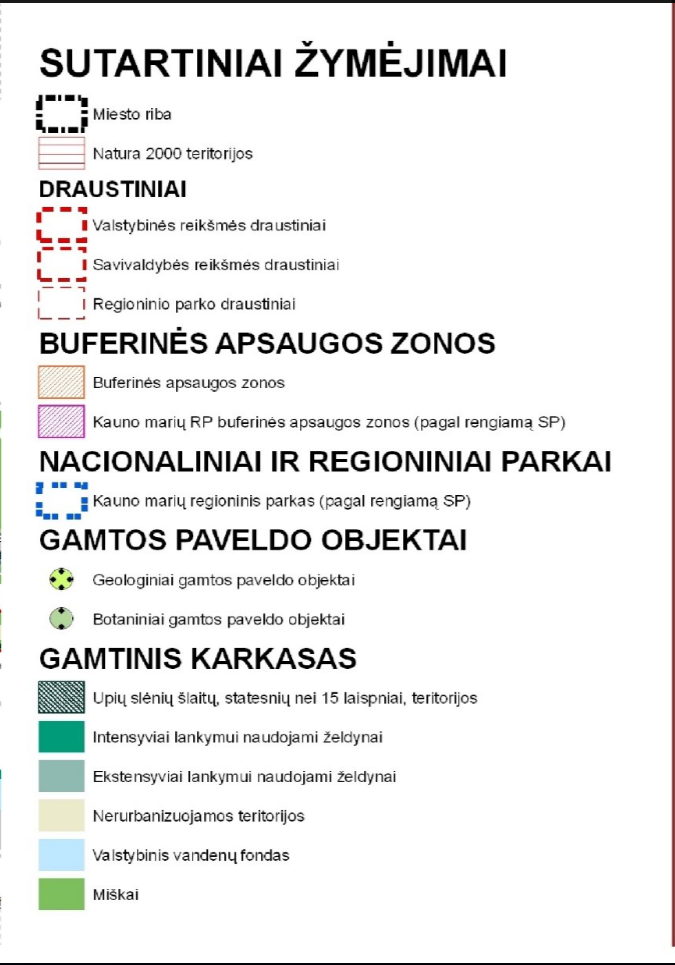 SUTARTINIAI ŽYMĖJIMAI
Miesto riba
Natura 2000 teritorijos
DRAUSTINIAI
Valstybinės reikšmės draustiniai
Savivaldybės reikšmės draustiniai
Regioninio parko draustiniai
BUFERINĖS APSAUGOS ZONOS
Buferinės apsaugos zonos
Kauno marių RP buferinės apsaugos zonos (pagal rengiamą SP)
NACIONALINIAI IR REGIONINIAI PARKAI
Kauno marių regioninis parkas (pagal rengiamą SP)
GAMTOS PAVELDO OBJEKTAI
Geologiniai gamtos paveldo objektai
Botaniniai gamtos paveldo objektai
GAMTINIS KARKASAS
Upių slėnių šlaitų, statesnių nei 15 laispniai, teritorijos
Intensyviai lankymui naudojami želdynai
Ekstensyviai lankymui naudojami želdynai
Nerurbanizuojamos teritorijos
Valstybinis vandenų fondas
Miškai